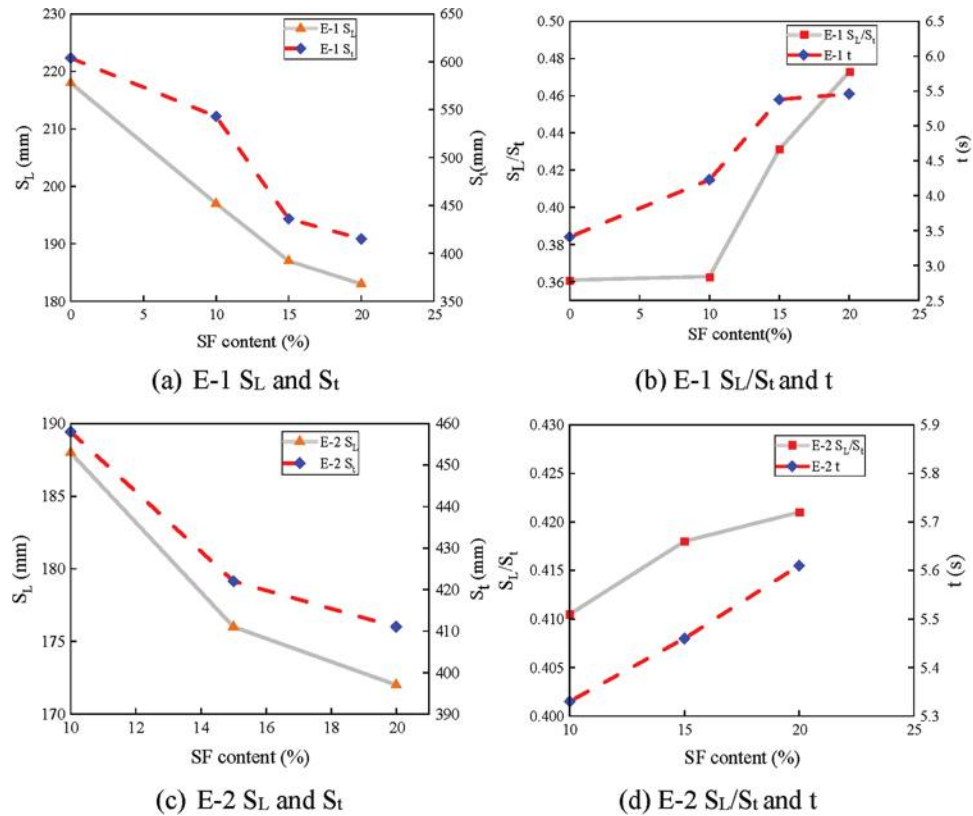 230
220
210
200
190
180
S_L (mm)
650
600
550
500
450
400
350
S_t(mm)
E-1 S_L
E-1 S_t
0 5 10 15 20 25
SF content (%)
(a) E-1 S_L and S_t
0.50
0.48
0.46
0.44
0.42
0.40
0.38
0.36
S_L/S_t
6.5
6.0
5.5
5.0
4.5
4.0
3.5
3.0
2.5
t (s)
E-1 S_L/S_t
E-1 t
0 5 10 15 20 25
SF content(%)
(b) E-1 S_L/S_t and t
190
185
180
175
170
S_L (mm)
460
450
440
430
420
410
400
390
S_t (mm)
E-2 S_L
E-2 S_t
10 12 14 16 18 20
SF content (%)
(c) E-2 S_L and S_t
0.430
0.425
0.420
0.415
0.410
0.405
0.400
S_L/S_t
5.9
5.8
5.7
5.6
5.5
5.4
5.3
t (s)
E-2 S_L/S_t
E-2 t
10 15 20 25
SF content (%)
(d) E-2 S_L/S_t and t